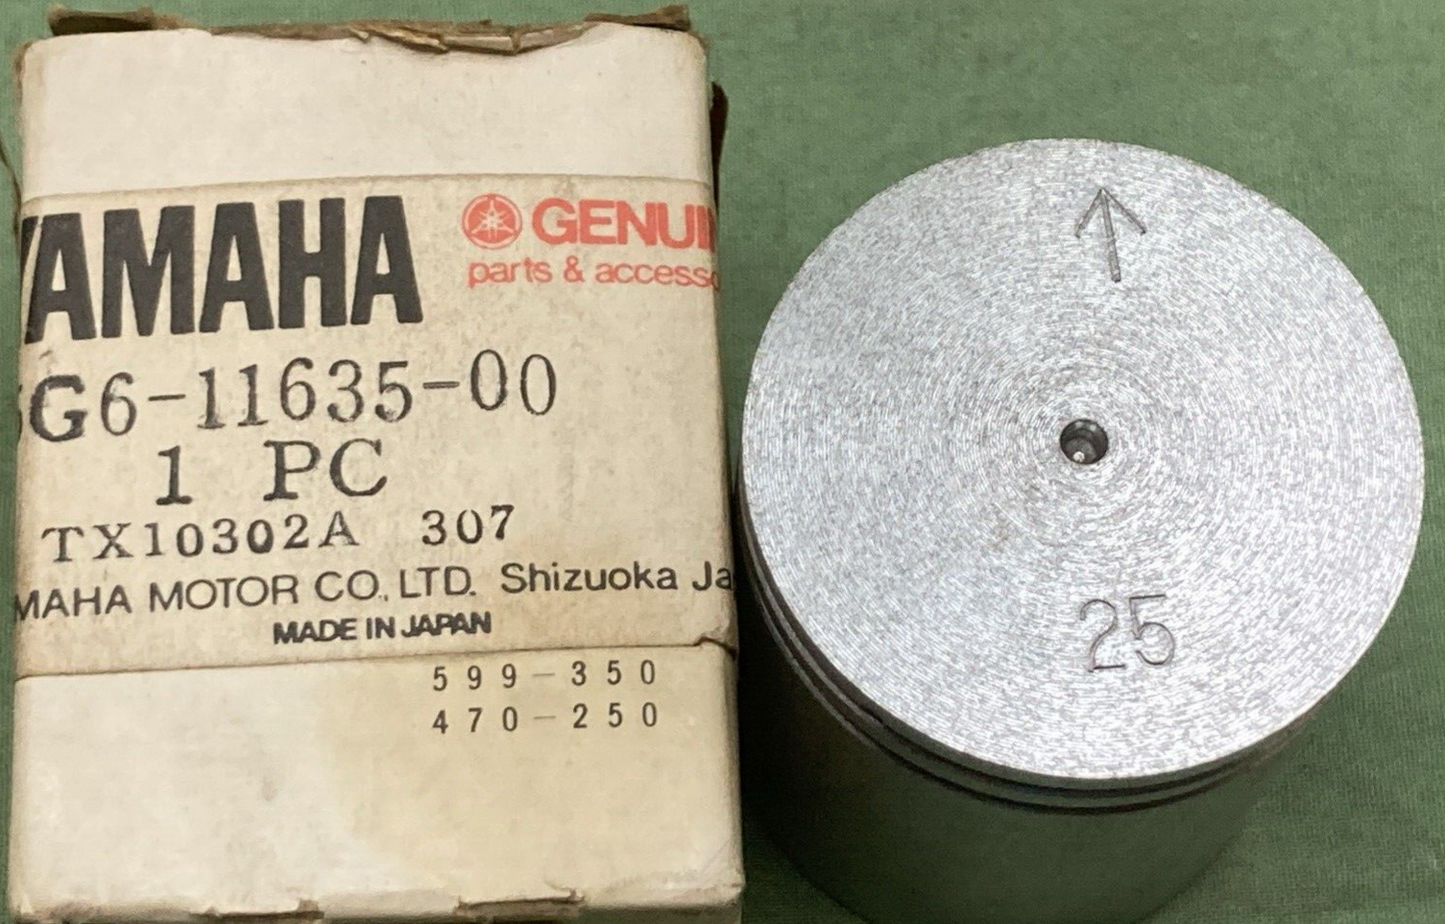 YAMAHA
GENUI
parts & accesso
G6-11635-00
1 PC
TX10302A 307
MAHA MOTOR CO., LTD. Shizuoka Ja
MADE IN JAPAN
599-350
470-250
25